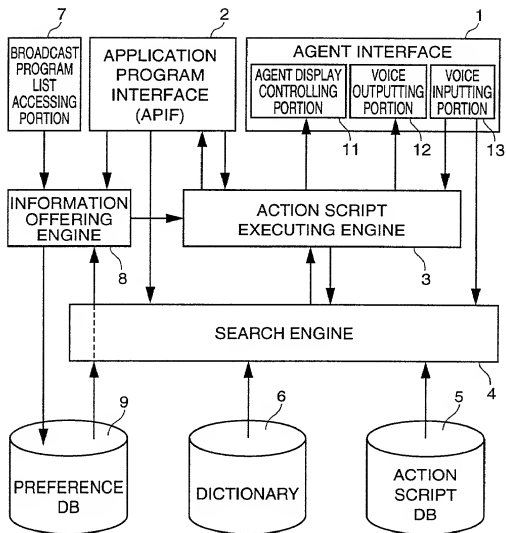 7
2
1
BROADCAST
PROGRAM
LIST
ACCESSING
PORTION
APPLICATION
PROGRAM
INTERFACE
(APIF)
AGENT INTERFACE
AGENT DISPLAY
CONTROLLING
PORTION
VOICE
OUTPUTTING
PORTION
VOICE
INPUTTING
PORTION
11
12
13
INFORMATION
OFFERING
ENGINE
8
ACTION SCRIPT
EXECUTING ENGINE
3
SEARCH ENGINE
4
9
6
5
PREFERENCE
DB
DICTIONARY
ACTION
SCRIPT
DB